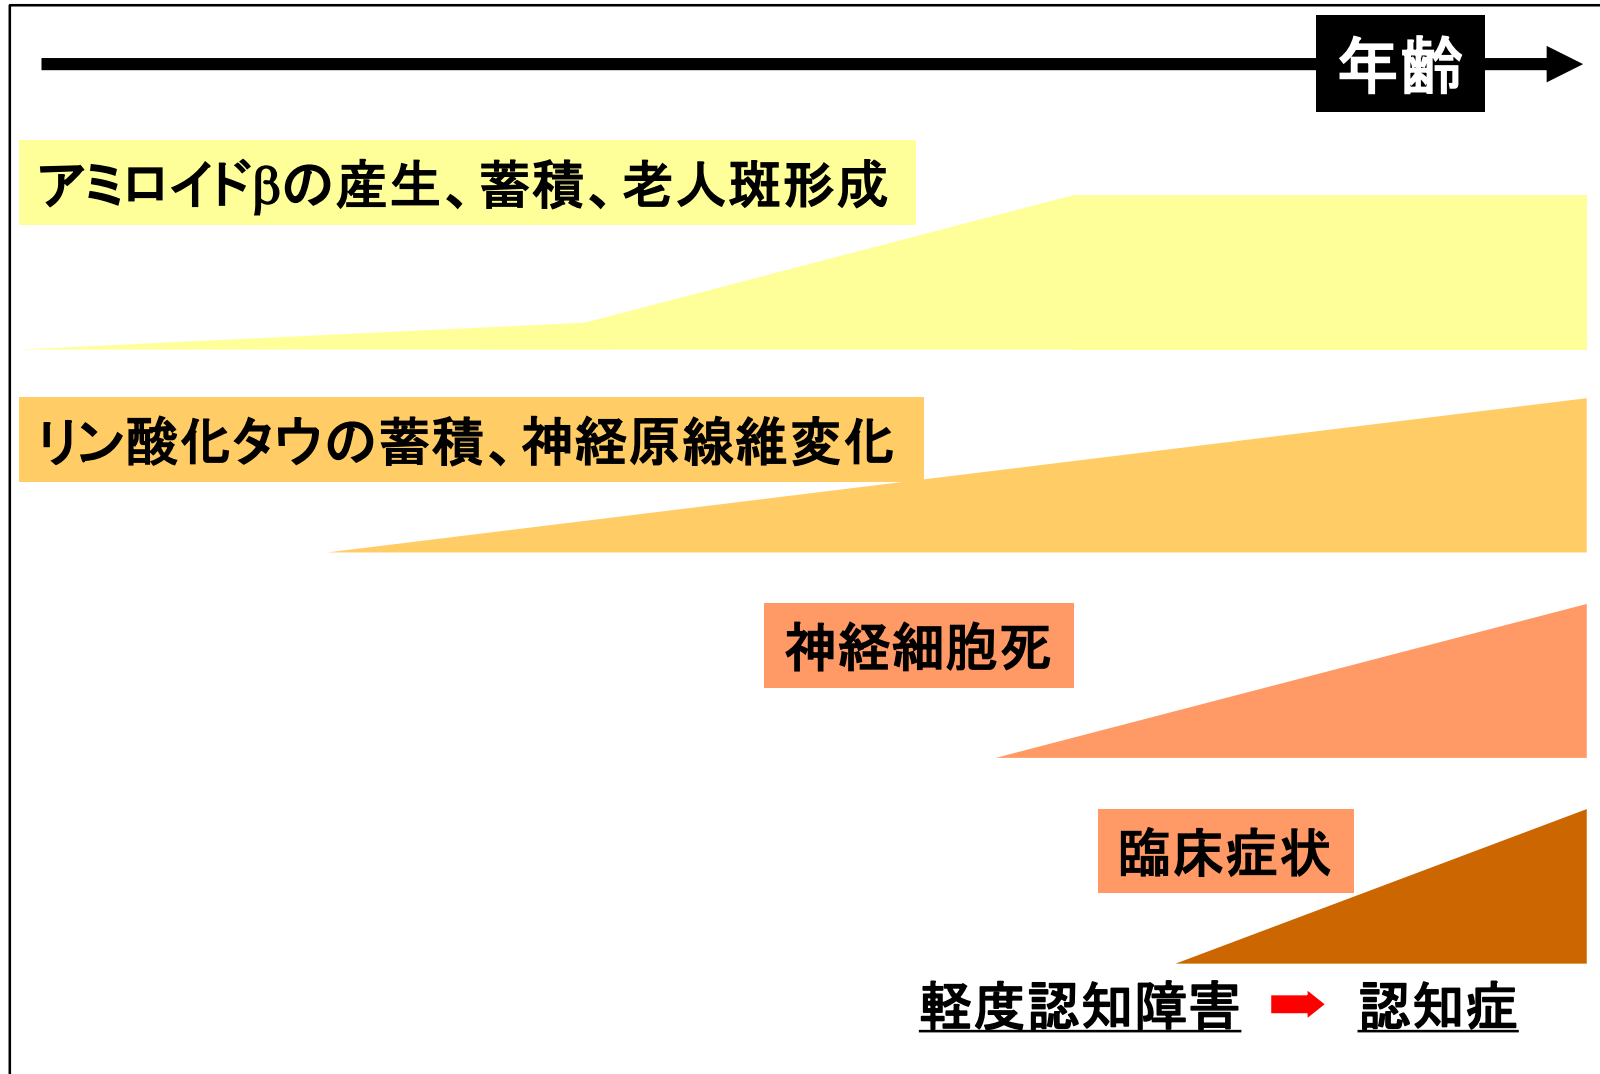 年齢
アミロイドβの産生、蓄積、老人斑形成
リン酸化タウの蓄積、神経原線維変化
神経細胞死
臨床症状
軽度認知障害 ➡ 認知症